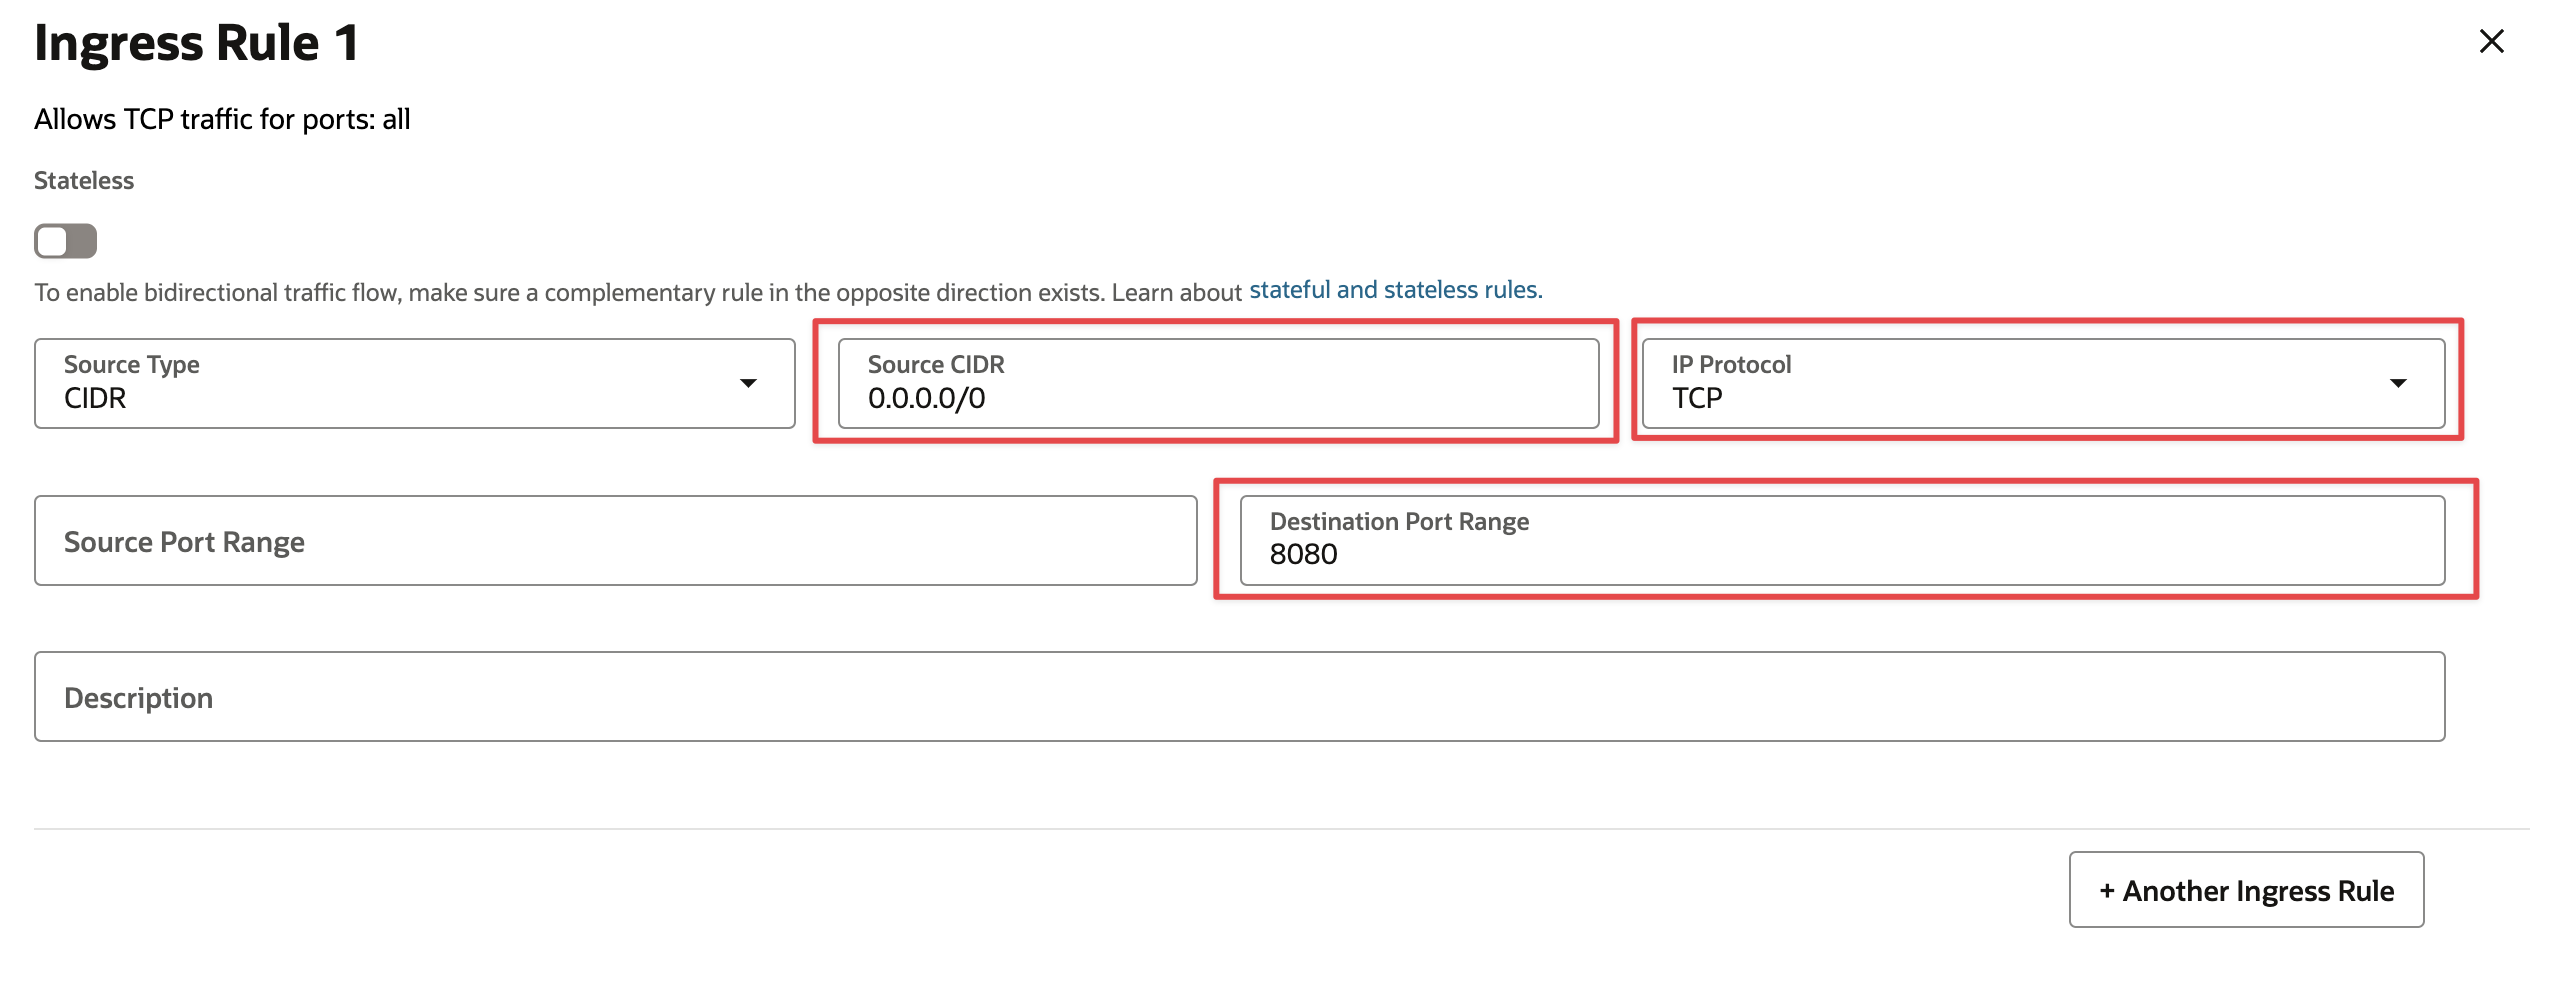 Ingress Rule 1
Allows TCP traffic for ports: all
Stateless
To enable bidirectional traffic flow, make sure a complementary rule in the opposite direction exists. Learn about stateful and stateless rules.
Source Type
CIDR
Source CIDR
0.0.0.0/0
IP Protocol
TCP
Source Port Range
Destination Port Range
8080
Description
+ Another Ingress Rule